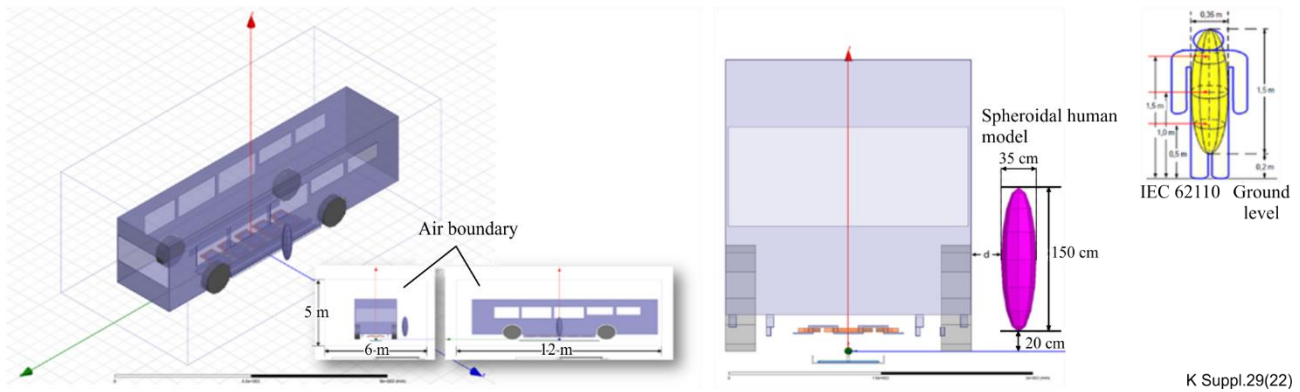 Air boundary
5 m
6 m
12 m
Spheroidal human
model
35 cm
d
150 cm
20 cm
0,35 m
1,5 m
1,5 m
1,0 m
0,5 m
0,2 m
IEC 62110
Ground
level
K Suppl.29(22)